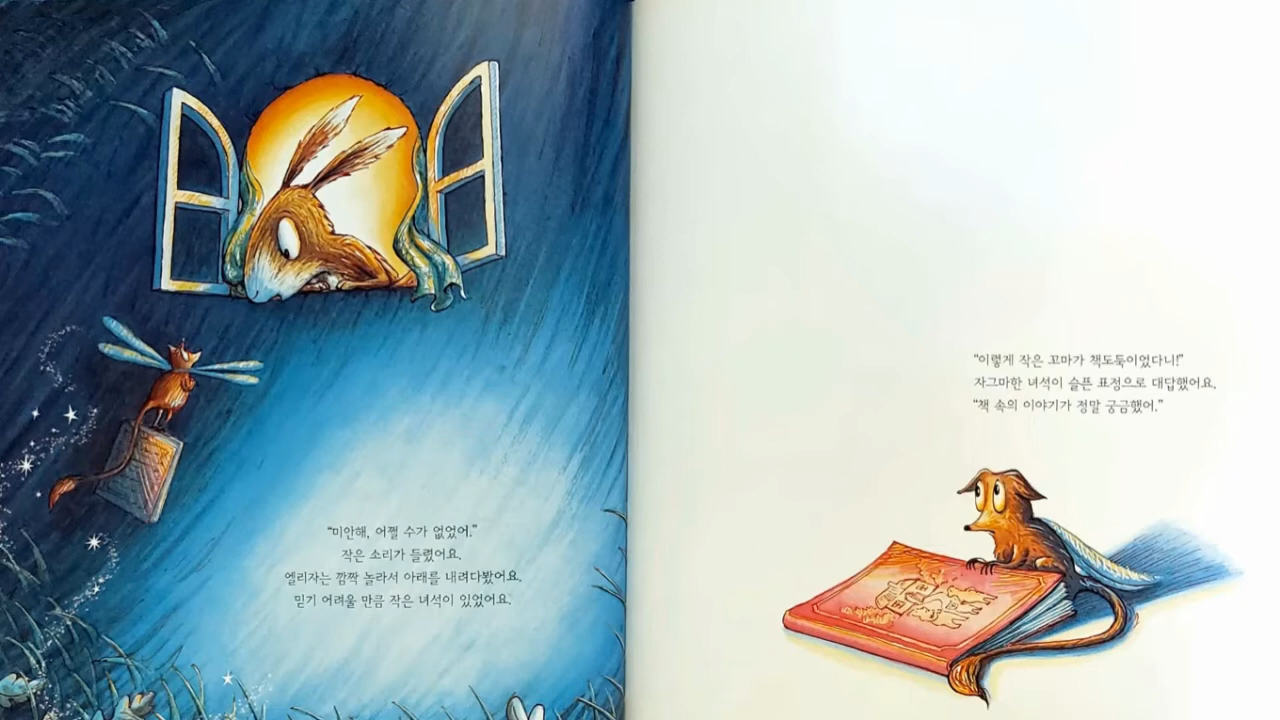 “미안해, 어쩔 수가 없었어.”
작은 소리가 들렸어요.
엘리자는 깜짝 놀라서 아래를 내려다봤어요.
믿기 어려울 만큼 작은 녀석이 있었어요.
“이렇게 작은 꼬마가 책도둑이었다니!”
자그마한 녀석이 슬픈 표정으로 대답했어요.
“책 속의 이야기가 정말 궁금했어.”